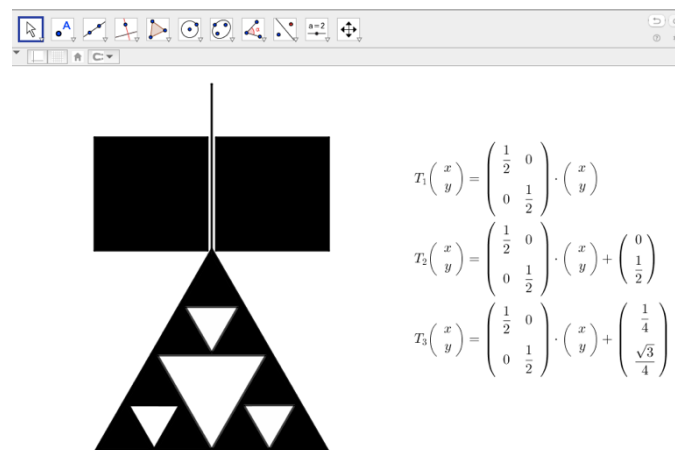 a=2
T₁(x y) = (1/2 0 0 1/2) · (x y)
T₂(x y) = (1/2 0 0 1/2) · (x y) + (0 1/2)
T₃(x y) = (1/2 0 0 1/2) · (x y) + (1/4 √3/4)